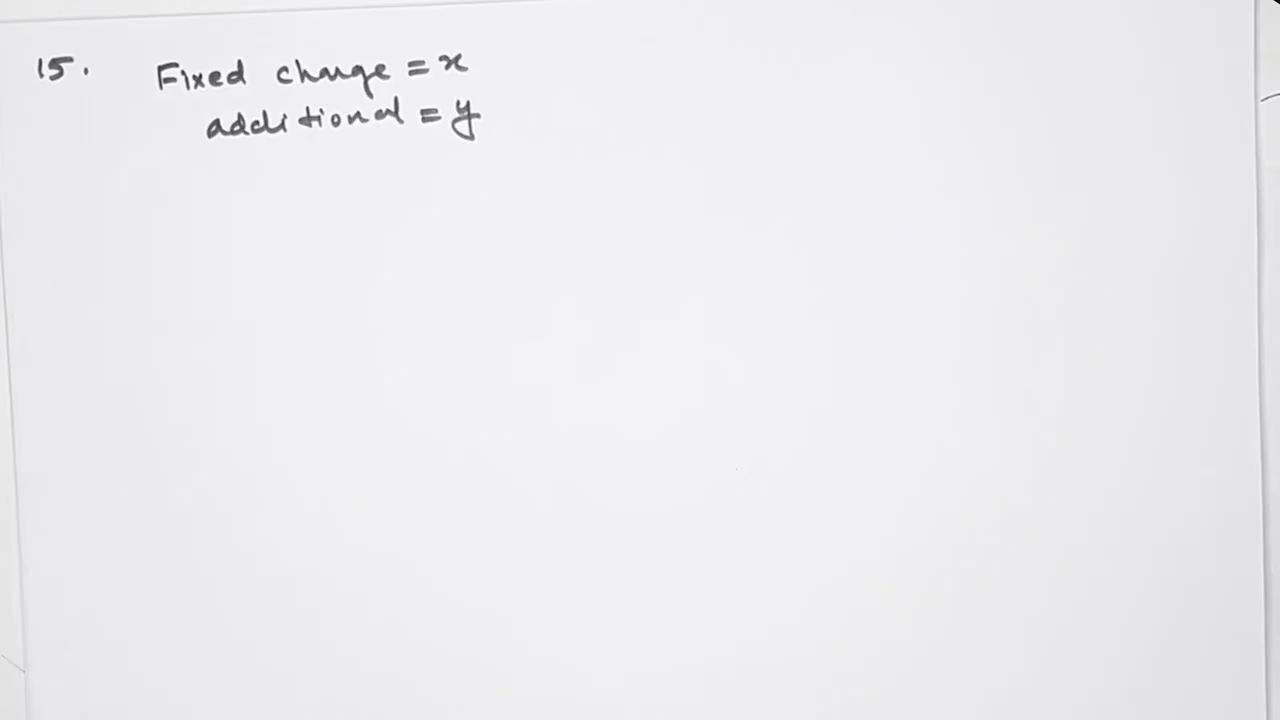 15. Fixed charge = x
additional = y